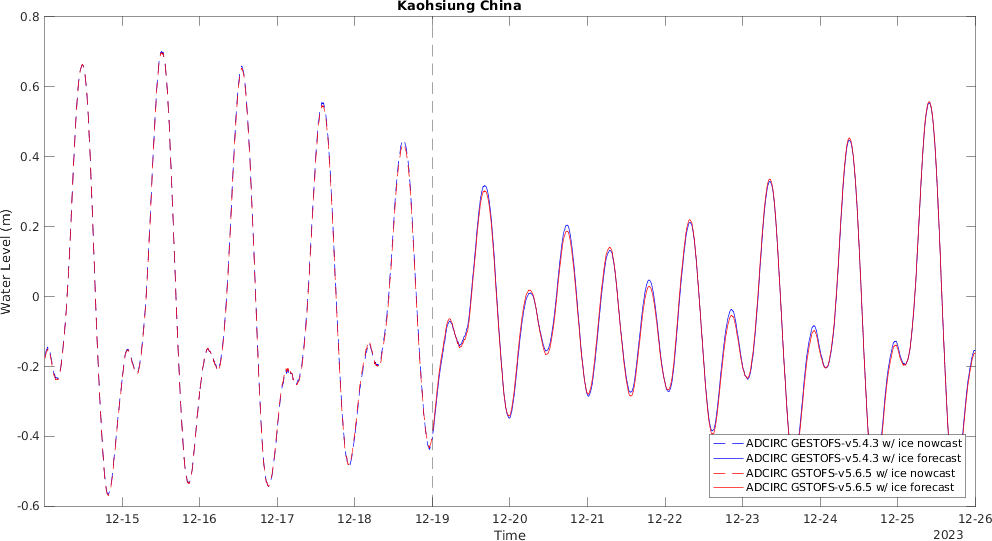 Kaohsiung China
0.8
0.6
0.4
0.2
0
-0.2
-0.4
-0.6
Water Level (m)
ADCIRC GESTOFS-v5.4.3 w/ ice nowcast
ADCIRC GESTOFS-v5.4.3 w/ ice forecast
ADCIRC GSTOFS-v5.6.5 w/ ice nowcast
ADCIRC GSTOFS-v5.6.5 w/ ice forecast
12-15 12-16 12-17 12-18 12-19 12-20 12-21 12-22 12-23 12-24 12-25 12-26
Time
2023